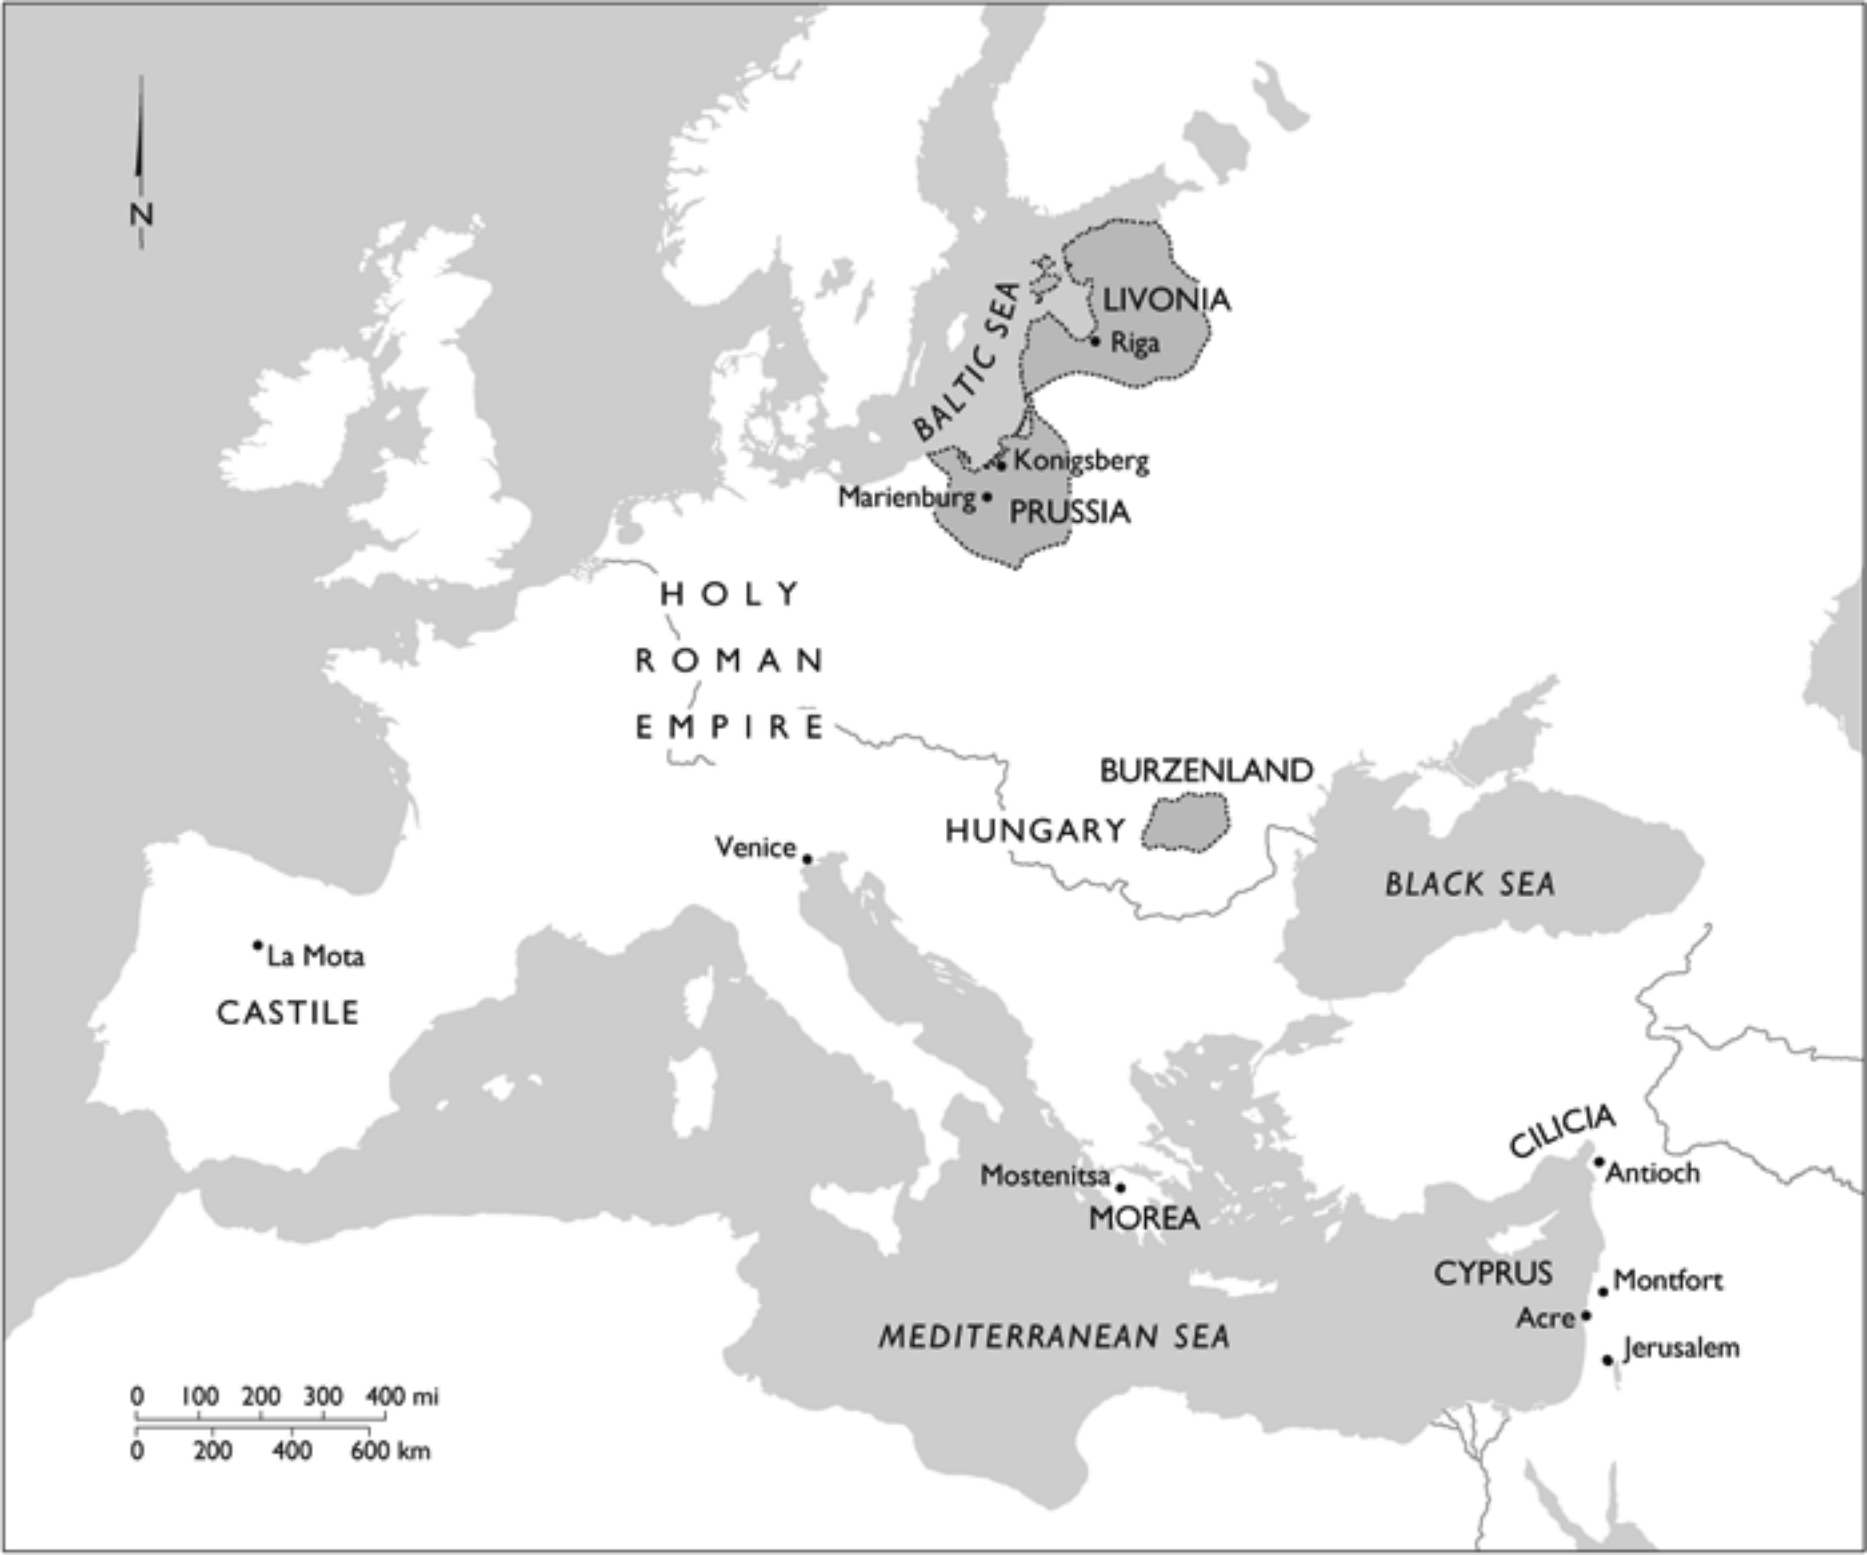 N
BALTIC SEA
LIVONIA
Riga
Konigsberg
Marienburg
PRUSSIA
HOLY
ROMAN
EMPIRE
BURZENLAND
HUNGARY
Venice
BLACK SEA
La Mota
CASTILE
CILICIA
Antioch
Mostenitsa
MOREA
CYPRUS
Montfort
Acre
MEDITERRANEAN SEA
Jerusalem
0 100 200 300 400 mi
0 200 400 600 km